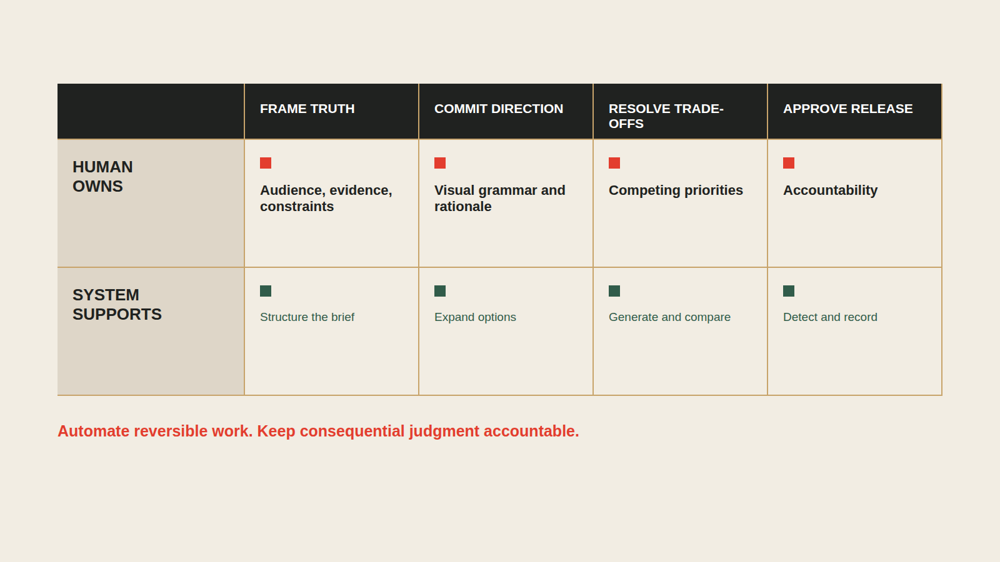 FRAME TRUTH
COMMIT DIRECTION
RESOLVE TRADE-
OFFS
APPROVE RELEASE
HUMAN
OWNS
Audience, evidence,
constraints
Visual grammar and
rationale
Competing priorities
Accountability
SYSTEM
SUPPORTS
Structure the brief
Expand options
Generate and compare
Detect and record
Automate reversible work. Keep consequential judgment accountable.